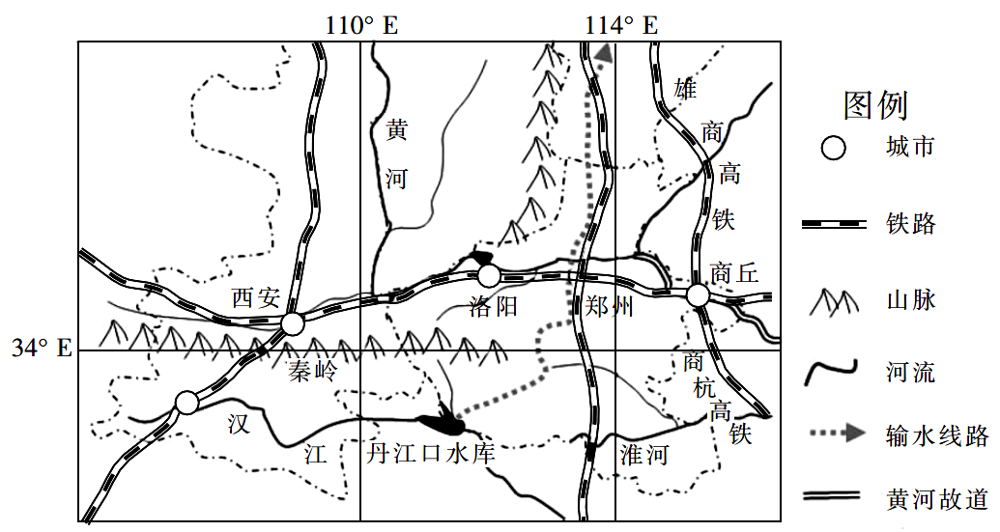 110° E 114° E
雄商高铁
黄河
图例
城市
铁路
山脉
河流
输水线路
黄河故道
西安
洛阳
郑州
商丘
34° E
秦岭
商杭高铁
汉江
丹江口水库
淮河